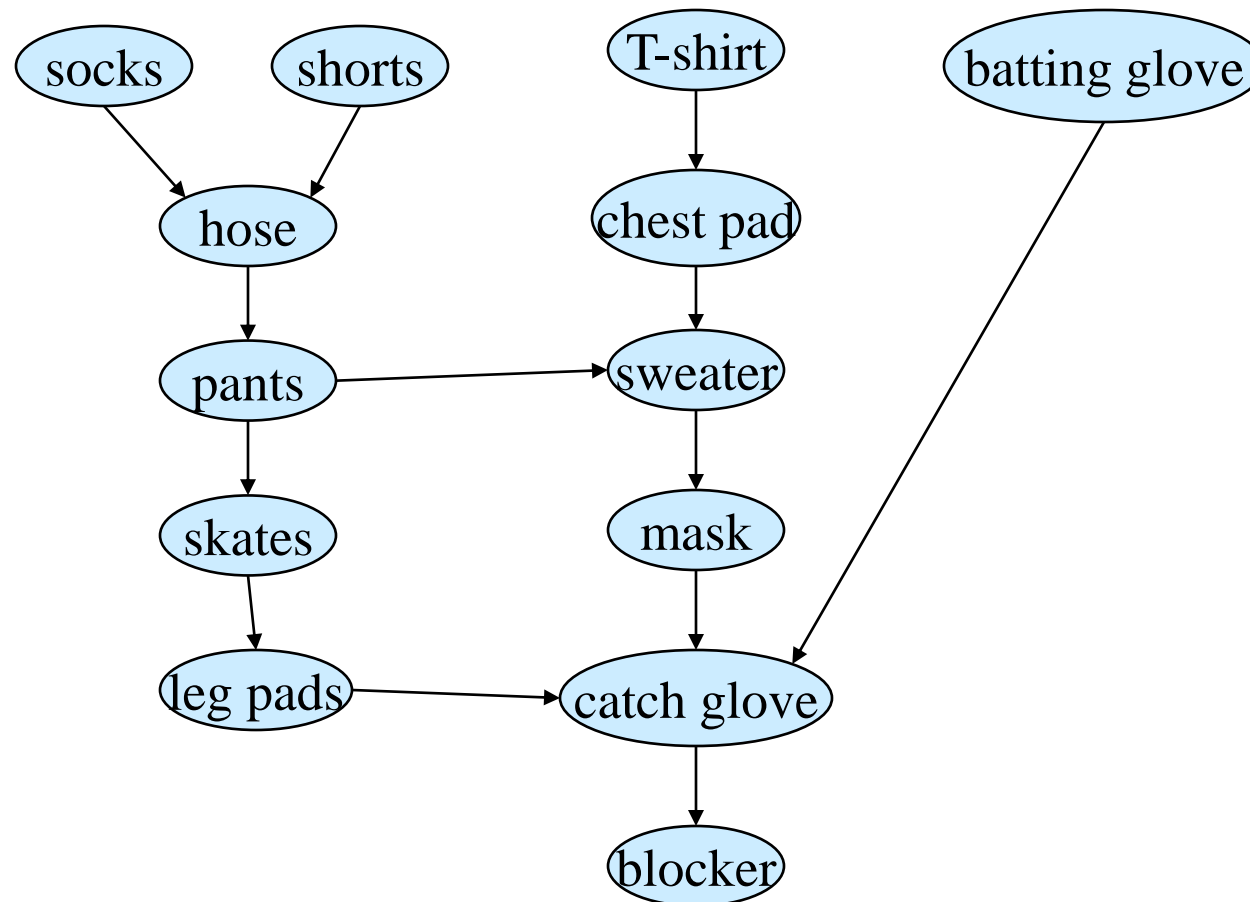 socks
shorts
T-shirt
batting glove
hose
chest pad
pants
sweater
skates
mask
leg pads
catch glove
blocker